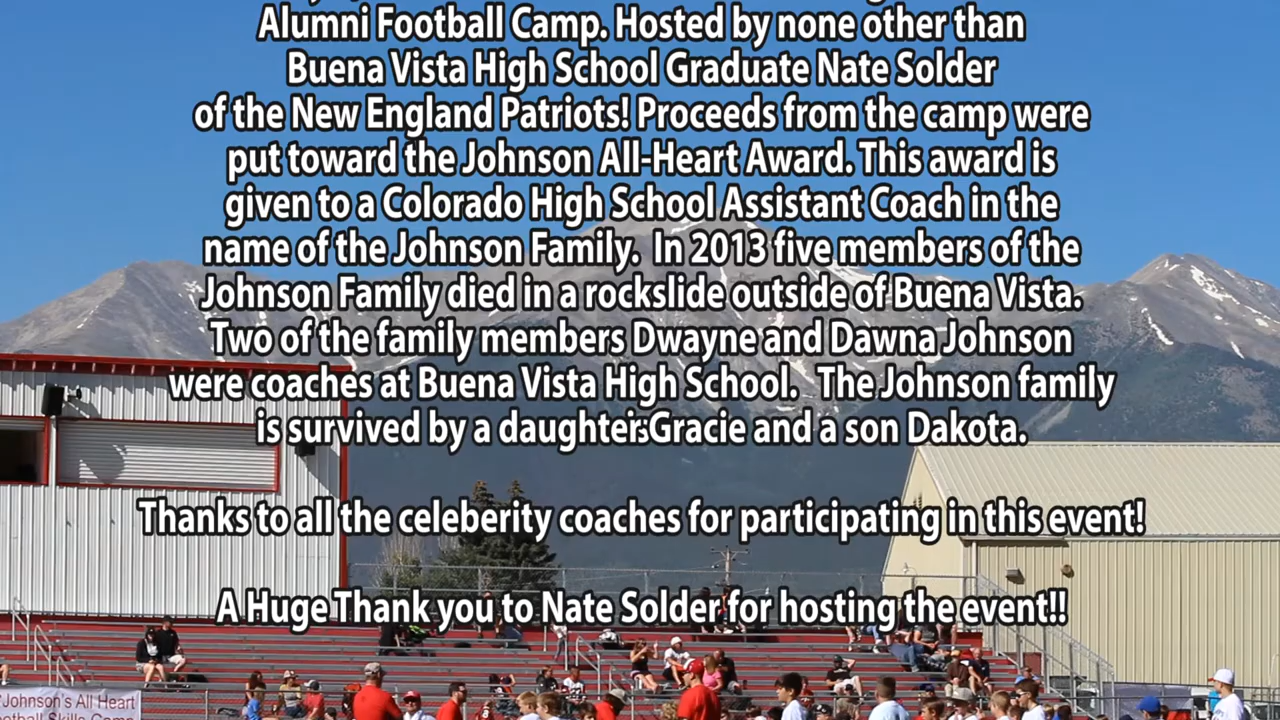 Alumni Football Camp. Hosted by none other than
Buena Vista High School Graduate Nate Solder
of the New England Patriots! Proceeds from the camp were
put toward the Johnson All-Heart Award. This award is
given to a Colorado High School Assistant Coach in the
name of the Johnson Family. In 2013 five members of the
Johnson Family died in a rockslide outside of Buena Vista.
Two of the family members Dwayne and Dawna Johnson
were coaches at Buena Vista High School. The Johnson family
is survived by a daughter Gracie and a son Dakota.
Thanks to all the celeberity coaches for participating in this event!
A Huge Thank you to Nate Solder for hosting the event!!
Johnson's All Heart
Football Skills Camp